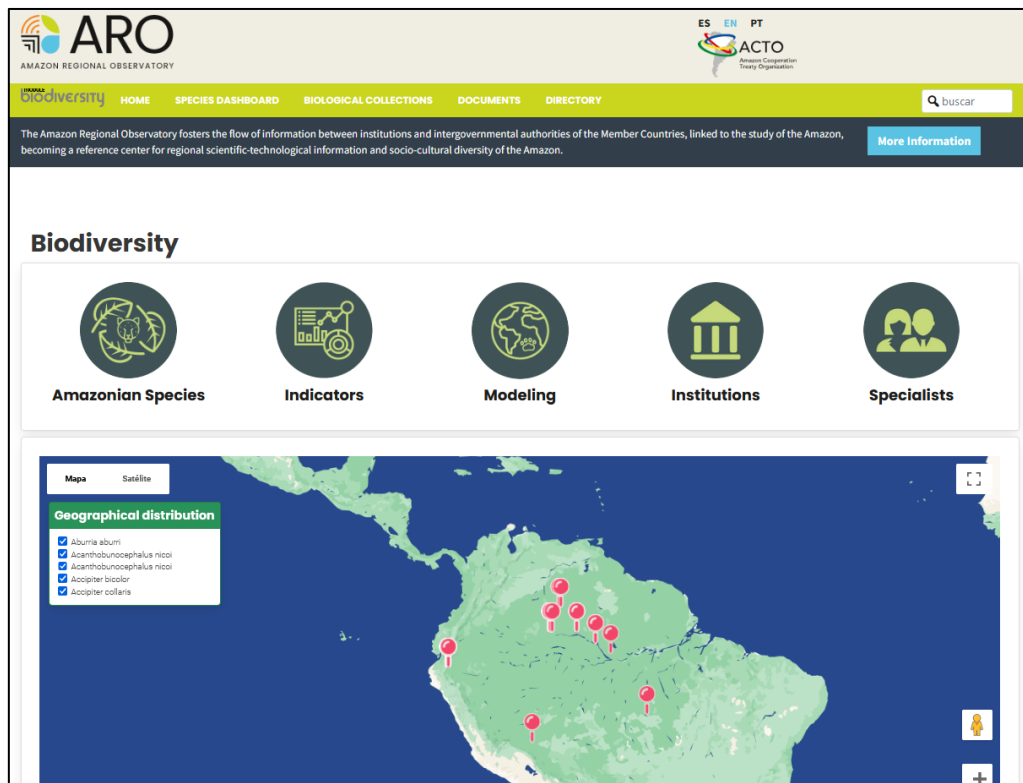 ARO
AMAZON REGIONAL OBSERVATORY
ES EN PT
ACTO
Amazon Cooperation
Treaty Organization
MODULE
biodiversity
HOME SPECIES DASHBOARD BIOLOGICAL COLLECTIONS DOCUMENTS DIRECTORY
buscar
The Amazon Regional Observatory fosters the flow of information between institutions and intergovernmental authorities of the Member Countries, linked to the study of the Amazon,
becoming a reference center for regional scientific-technological information and socio-cultural diversity of the Amazon.
More Information
Biodiversity
Amazonian Species Indicators Modeling Institutions Specialists
Mapa Satélite
Geographical distribution
Aburria aburri
Acanthobunocephalus nicoi
Acanthobunocephalus nicoi
Accipiter bicolor
Accipiter collaris